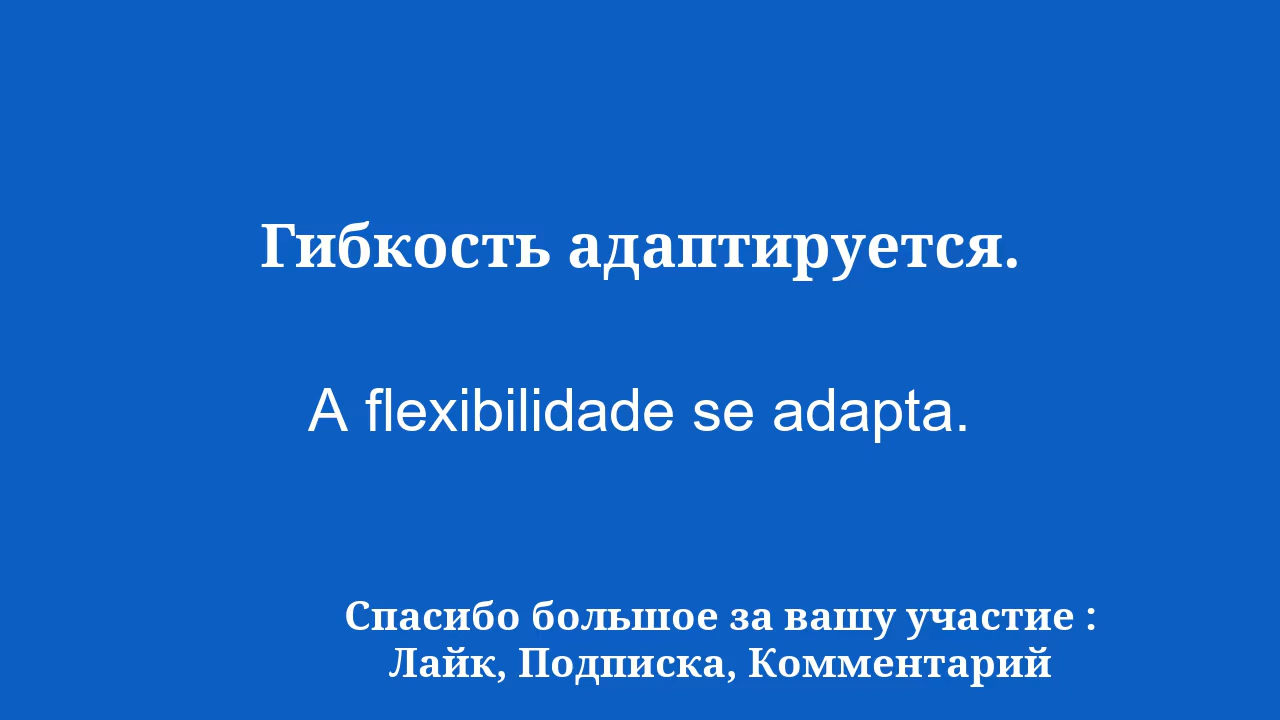 Гибкость адаптируется.
A flexibilidade se adapta.
Спасибо большое за вашу участие :
Лайк, Подписка, Комментарий